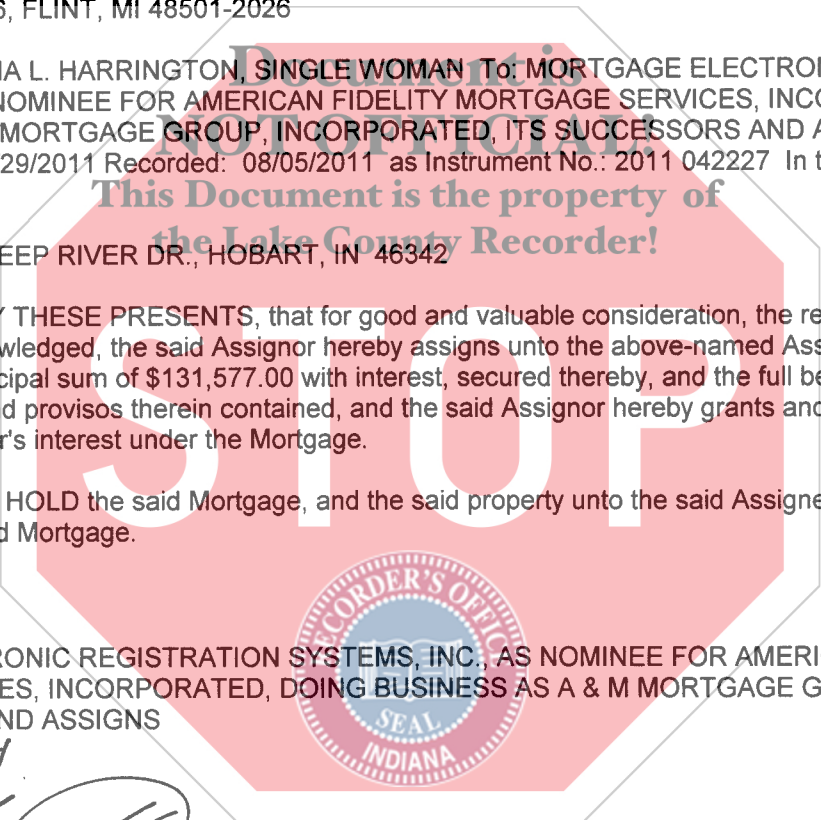 6, FLINT, MI 48501-2026
Document is
IA L. HARRINGTON, SINGLE WOMAN To: MORTGAGE ELECTRO
NOMINEE FOR AMERICAN FIDELITY MORTGAGE SERVICES, INC
NOT OFFICIAL!
MORTGAGE GROUP, INCORPORATED, ITS SUCCESSORS AND A
29/2011 Recorded: 08/05/2011 as Instrument No.: 2011 042227 In t
This Document is the property of
the Lake County Recorder!
EEP RIVER DR., HOBART, IN 46342
THESE PRESENTS, that for good and valuable consideration, the re
wledged, the said Assignor hereby assigns unto the above-named Ass
cipal sum of $131,577.00 with interest, secured thereby, and the full be
d provisos therein contained, and the said Assignor hereby grants and
r's interest under the Mortgage.
STOP
HOLD the said Mortgage, and the said property unto the said Assigne
d Mortgage.
RECORDER'S OFFICE
RONIC REGISTRATION SYSTEMS, INC., AS NOMINEE FOR AMERI
ES, INCORPORATED, DOING BUSINESS AS A & M MORTGAGE G
ND ASSIGNS
SEAL
INDIANA